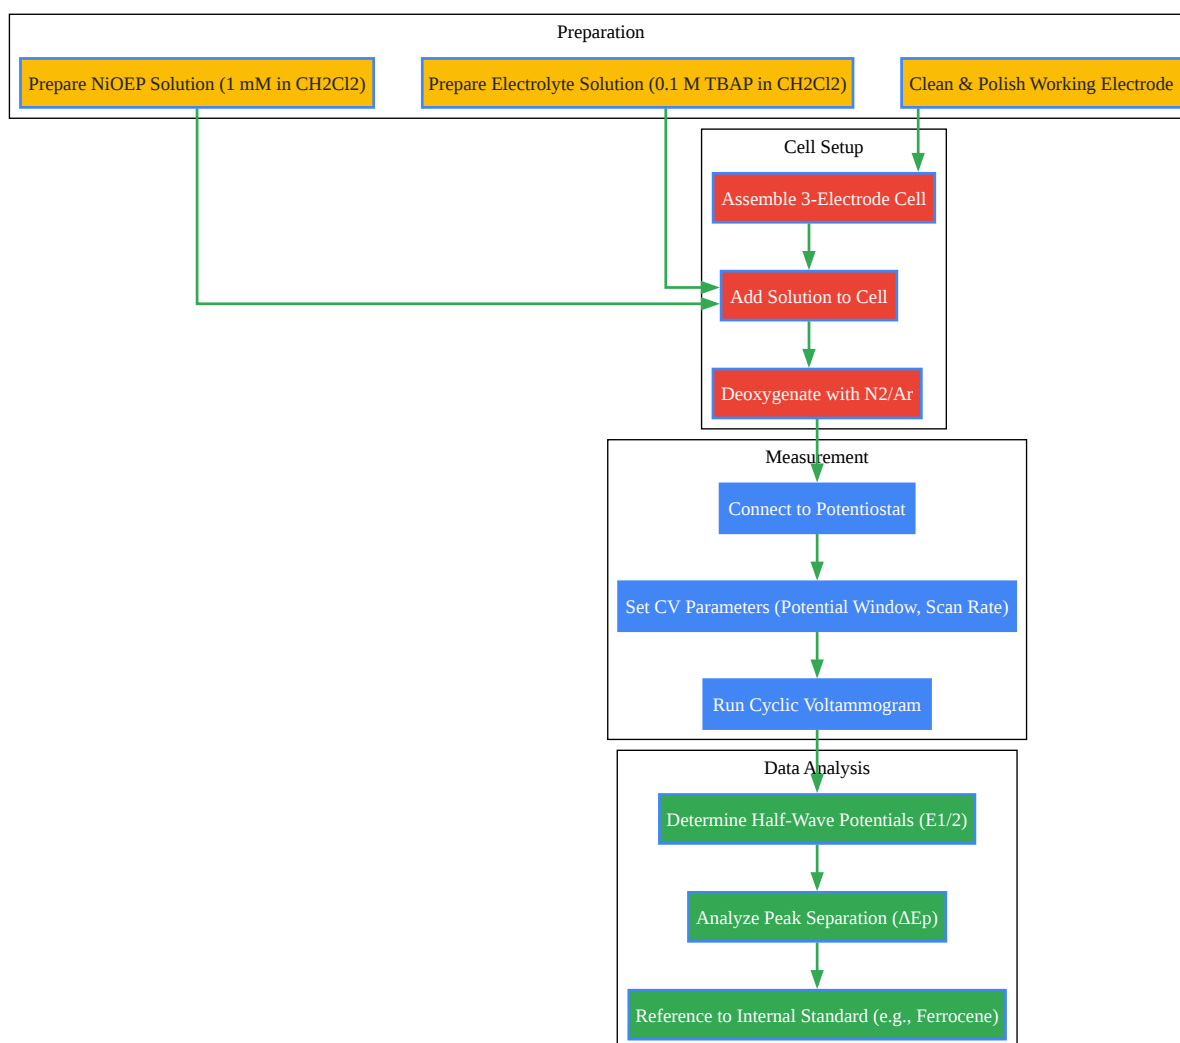 Preparation
Prepare NiOEP Solution (1 mM in CH2Cl2)
Prepare Electrolyte Solution (0.1 M TBAP in CH2Cl2)
Clean & Polish Working Electrode
Cell Setup
Assemble 3-Electrode Cell
Add Solution to Cell
Deoxygenate with N2/Ar
Measurement
Connect to Potentiostat
Set CV Parameters (Potential Window, Scan Rate)
Run Cyclic Voltammogram
Data Analysis
Determine Half-Wave Potentials (E1/2)
Analyze Peak Separation (ΔEp)
Reference to Internal Standard (e.g., Ferrocene)